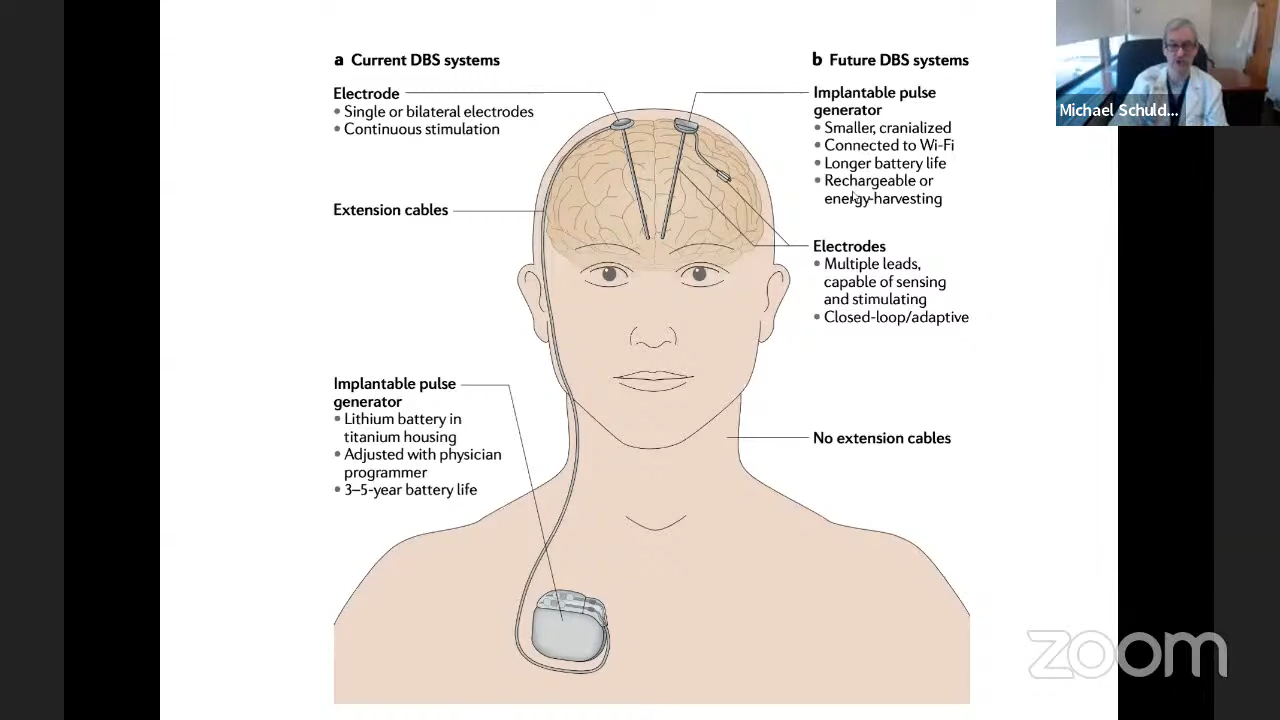 a Current DBS systems
Electrode
• Single or bilateral electrodes
• Continuous stimulation
Extension cables
Implantable pulse
generator
• Lithium battery in
titanium housing
• Adjusted with physician
programmer
• 3–5-year battery life
b Future DBS systems
Implantable pulse
generator
• Smaller, cranialized
• Connected to Wi-Fi
• Longer battery life
• Rechargeable or
energy-harvesting
Electrodes
• Multiple leads,
capable of sensing
and stimulating
• Closed-loop/adaptive
No extension cables
Michael Schuld...
zoom